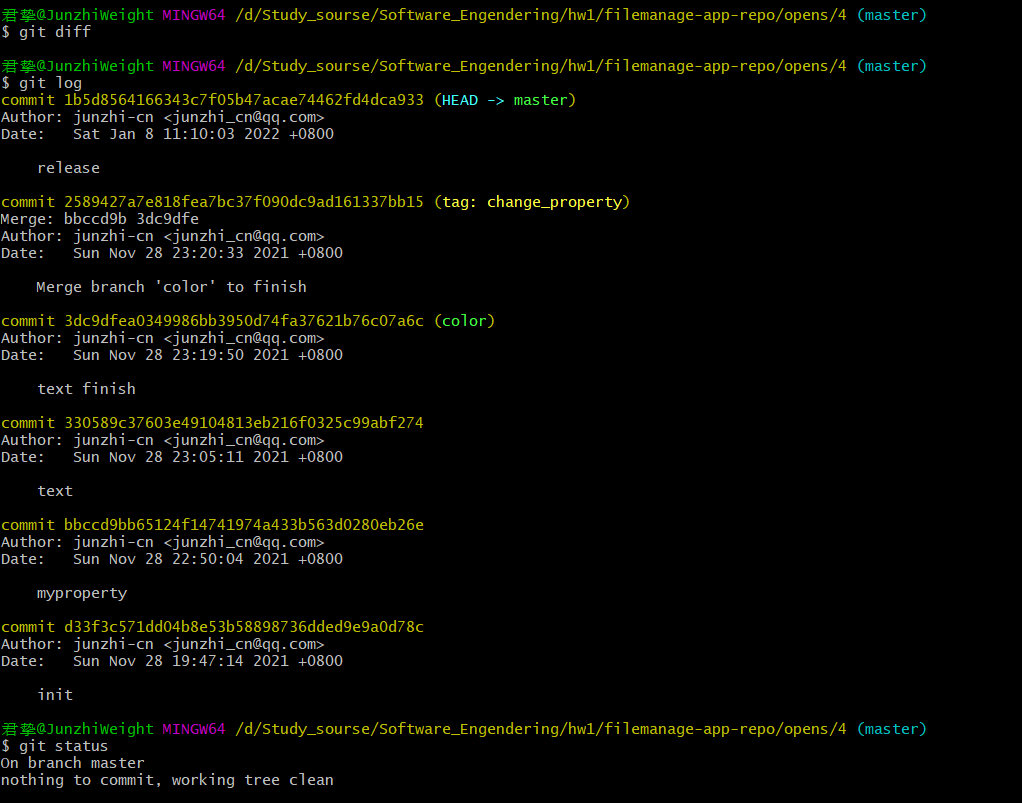 君挚@JunzhiWeight MINGW64 /d/Study_sourse/Software_Engendering/hw1/filemanage-app-repo/opens/4 (master)
$ git diff
君挚@JunzhiWeight MINGW64 /d/Study_sourse/Software_Engendering/hw1/filemanage-app-repo/opens/4 (master)
$ git log
commit 1b5d8564166343c7f05b47acae74462fd4dca933 (HEAD -> master)
Author: junzhi-cn <junzhi_cn@qq.com>
Date:   Sat Jan 8 11:10:03 2022 +0800
    release
commit 2589427a7e818fea7bc37f090dc9ad161337bb15 (tag: change_property)
Merge: bbccd9b 3dc9dfe
Author: junzhi-cn <junzhi_cn@qq.com>
Date:   Sun Nov 28 23:20:33 2021 +0800
    Merge branch 'color' to finish
commit 3dc9dfea0349986bb3950d74fa37621b76c07a6c (color)
Author: junzhi-cn <junzhi_cn@qq.com>
Date:   Sun Nov 28 23:19:50 2021 +0800
    text finish
commit 330589c37603e49104813eb216f0325c99abf274
Author: junzhi-cn <junzhi_cn@qq.com>
Date:   Sun Nov 28 23:05:11 2021 +0800
    text
commit bbccd9bb65124f14741974a433b563d0280eb26e
Author: junzhi-cn <junzhi_cn@qq.com>
Date:   Sun Nov 28 22:50:04 2021 +0800
    myproperty
commit d33f3c571dd04b8e53b58898736dded9e9a0d78c
Author: junzhi-cn <junzhi_cn@qq.com>
Date:   Sun Nov 28 19:47:14 2021 +0800
    init
君挚@JunzhiWeight MINGW64 /d/Study_sourse/Software_Engendering/hw1/filemanage-app-repo/opens/4 (master)
$ git status
On branch master
nothing to commit, working tree clean